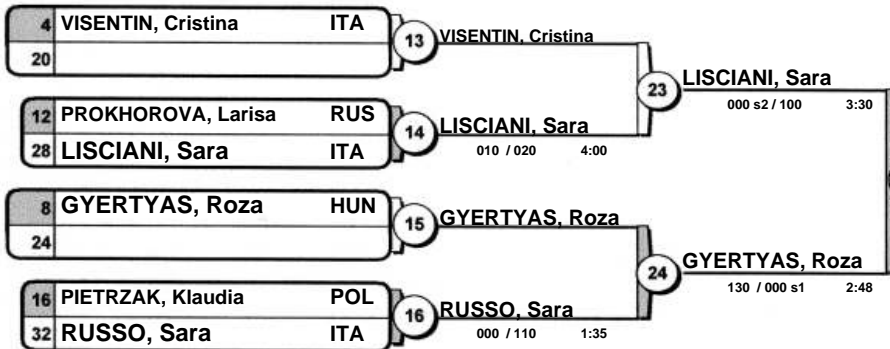 4 VISENTIN, Cristina ITA
20
13 VISENTIN, Cristina
12 PROKHOROVA, Larisa RUS
28 LISCIANI, Sara ITA
14 LISCIANI, Sara
010 / 020 4:00
23 LISCIANI, Sara
000 s2 / 100 3:30
8 GYERTYAS, Roza HUN
24
15 GYERTYAS, Roza
16 PIETRZAK, Klaudia POL
32 RUSSO, Sara ITA
16 RUSSO, Sara
000 / 110 1:35
24 GYERTYAS, Roza
130 / 000 s1 2:48